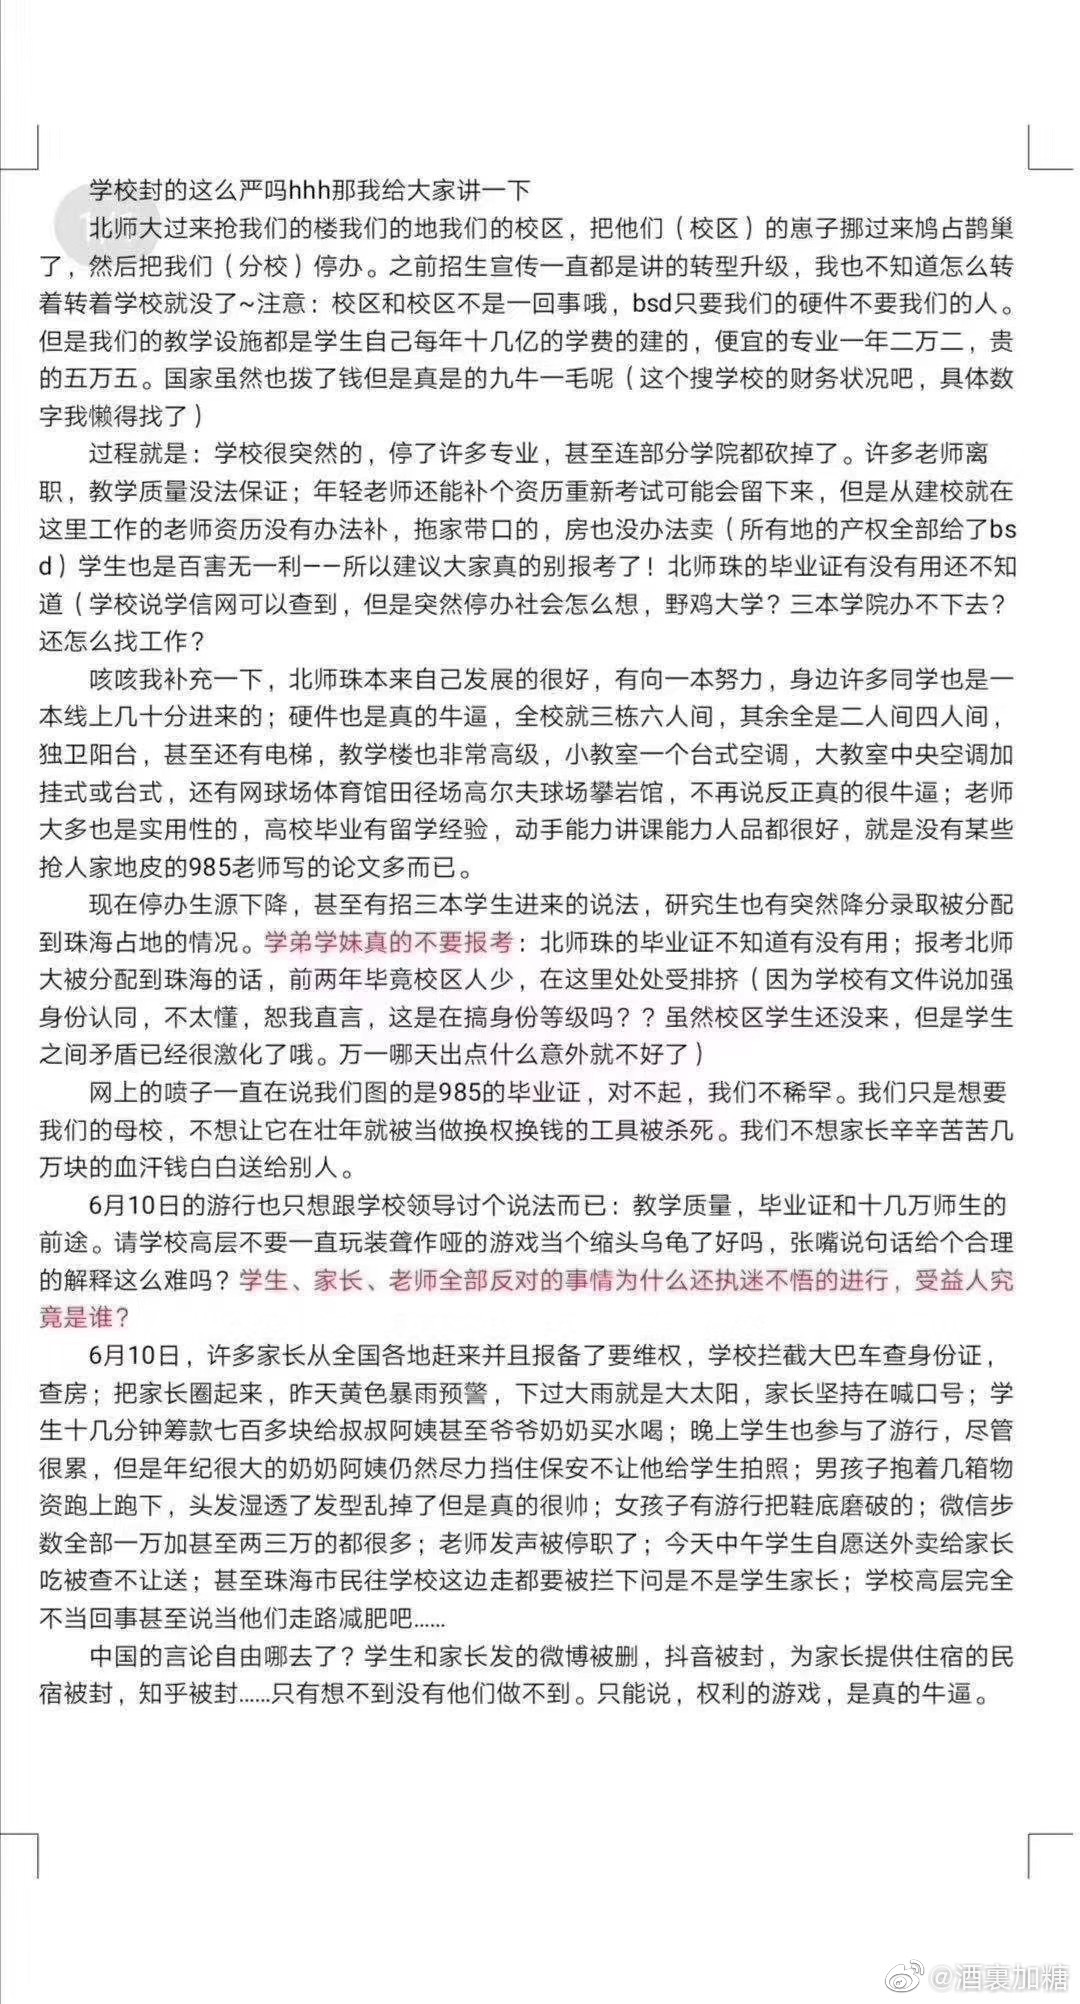 学校封的这么严吗hhh那我给大家讲一下
北师大过来抢我们的楼我们的地我们的校区，把他们（校区）的崽子挪过来鸠占鹊巢
了，然后把我们（分校）停办。之前招生宣传一直都是讲的转型升级，我也不知道怎么转
着转着学校就没了~注意：校区和校区不是一回事哦，bsd只要我们的硬件不要我们的人。
但是我们的教学设施都是学生自己每年十几亿的学费的建的，便宜的专业一年二万二，贵
的五万五。国家虽然也拨了钱但是真是的九牛一毛呢（这个搜学校的财务状况吧，具体数
字我懒得找了）
过程就是：学校很突然的，停了许多专业，甚至连部分学院都砍掉了。许多老师离
职，教学质量没法保证；年轻老师还能补个资历重新考试可能会留下来，但是从建校就在
这里工作的老师资历没有办法补，拖家带口的，房也没办法卖（所有地的产权全部给了bs
d）学生也是百害无一利——所以建议大家真的别报考了！北师珠的毕业证有没有用还不知
道（学校说学信网可以查到，但是突然停办社会怎么想，野鸡大学？三本学院办不下去？
还怎么找工作？
咳咳我补充一下，北师珠本来自己发展的很好，有向一本努力，身边许多同学也是一
本线上几十分进来的；硬件也是真的牛逼，全校就三栋六人间，其余全是二人间四人间，
独卫阳台，甚至还有电梯，教学楼也非常高级，小教室一个台式空调，大教室中央空调加
挂式或台式，还有网球场体育馆田径场高尔夫球场攀岩馆，不再说反正真的很牛逼；老师
大多也是实用性的，高校毕业有留学经验，动手能力讲课能力人品都很好，就是没有某些
抢人家地皮的985老师写的论文多而已。
现在停办生源下降，甚至有招三本学生进来的说法，研究生也有突然降分录取被分配
到珠海占地的情况。学弟学妹真的不要报考：北师珠的毕业证不知道有没有用；报考北师
大被分配到珠海的话，前两年毕竟校区人少，在这里处处受排挤（因为学校有文件说加强
身份认同，不太懂，恕我直言，这是在搞身份等级吗？？虽然校区学生还没来，但是学生
之间矛盾已经很激化了哦。万一哪天出点什么意外就不好了）
网上的喷子一直在说我们图的是985的毕业证，对不起，我们不稀罕。我们只是想要
我们的母校，不想让它在壮年就被当做换权换钱的工具被杀死。我们不想家长辛辛苦苦几
万块的血汗钱白白送给别人。
6月10日的游行也只想跟学校领导讨个说法而已：教学质量，毕业证和十几万师生的
前途。请学校高层不要一直玩装聋作哑的游戏当个缩头乌龟了好吗，张嘴说句话给个合理
的解释这么难吗？学生、家长、老师全部反对的事情为什么还执迷不悟的进行，受益人究
竟是谁？
6月10日，许多家长从全国各地赶来并且报备了要维权，学校拦截大巴车查身份证，
查房；把家长圈起来，昨天黄色暴雨预警，下过大雨就是大太阳，家长坚持在喊口号；学
生十几分钟筹款七百多块给叔叔阿姨甚至爷爷奶奶买水喝；晚上学生也参与了游行，尽管
很累，但是年纪很大的奶奶阿姨仍然尽力挡住保安不让他给学生拍照；男孩子抱着几箱物
资跑上跑下，头发湿透了发型乱掉了但是真的很帅；女孩子有游行把鞋底磨破的；微信步
数全部一万加甚至两三万的都很多；老师发声被停职了；今天中午学生自愿送外卖给家长
吃被查不让送；甚至珠海市民往学校这边走都要被拦下问是不是学生家长；学校高层完全
不当回事甚至说当他们走路减肥吧……
中国的言论自由哪去了？学生和家长发的微博被删，抖音被封，为家长提供住宿的民
宿被封，知乎被封……只有想不到没有他们做不到。只能说，权利的游戏，是真的牛逼。
@酒裏加糖